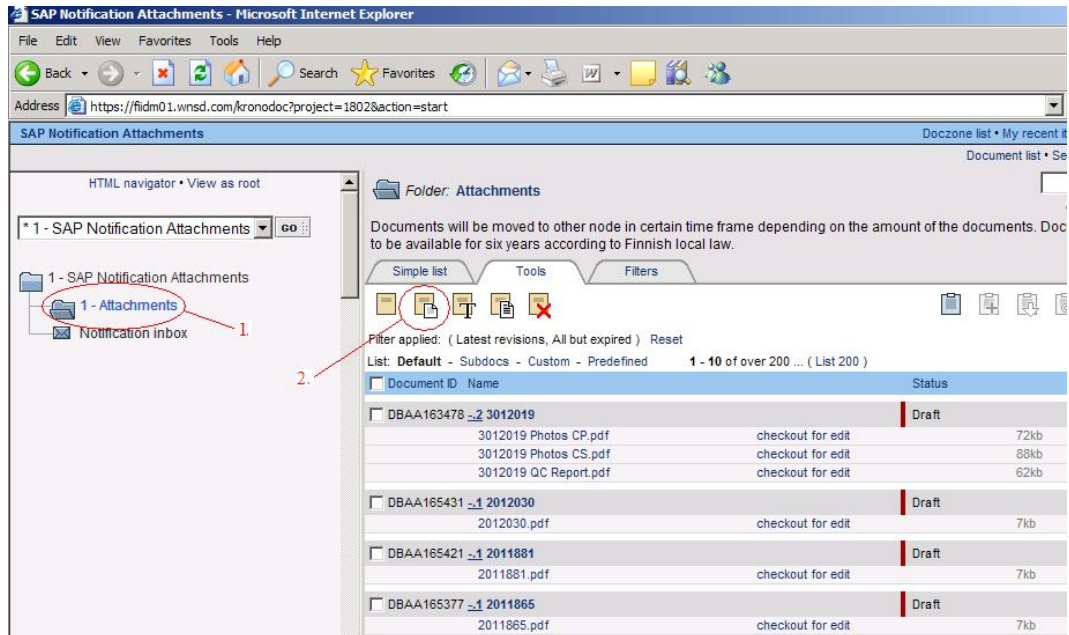 SAP Notification Attachments - Microsoft Internet Explorer
File Edit View Favorites Tools Help
Back Search Favorites
Address https://fiidm01.wnsd.com/kronodoc?project=1802&action=start
SAP Notification Attachments Doczone list • My recent it
Document list • Se
HTML navigator • View as root
* 1 - SAP Notification Attachments GO
1 - SAP Notification Attachments
1 - Attachments
Notification inbox
1.
2.
Folder: Attachments
Documents will be moved to other node in certain time frame depending on the amount of the documents. Doc
to be available for six years according to Finnish local law.
Simple list Tools Filters
Filter applied: ( Latest revisions, All but expired ) Reset
List: Default - Subdocs - Custom - Predefined 1 - 10 of over 200 ... ( List 200 )
Document ID Name Status
DBAA163478 -.2 3012019 Draft
3012019 Photos CP.pdf checkout for edit 72kb
3012019 Photos CS.pdf checkout for edit 88kb
3012019 QC Report.pdf checkout for edit 62kb
DBAA165431 -.1 2012030 Draft
2012030.pdf checkout for edit 7kb
DBAA165421 -.1 2011881 Draft
2011881.pdf checkout for edit 7kb
DBAA165377 -.1 2011865 Draft
2011865.pdf checkout for edit 7kb